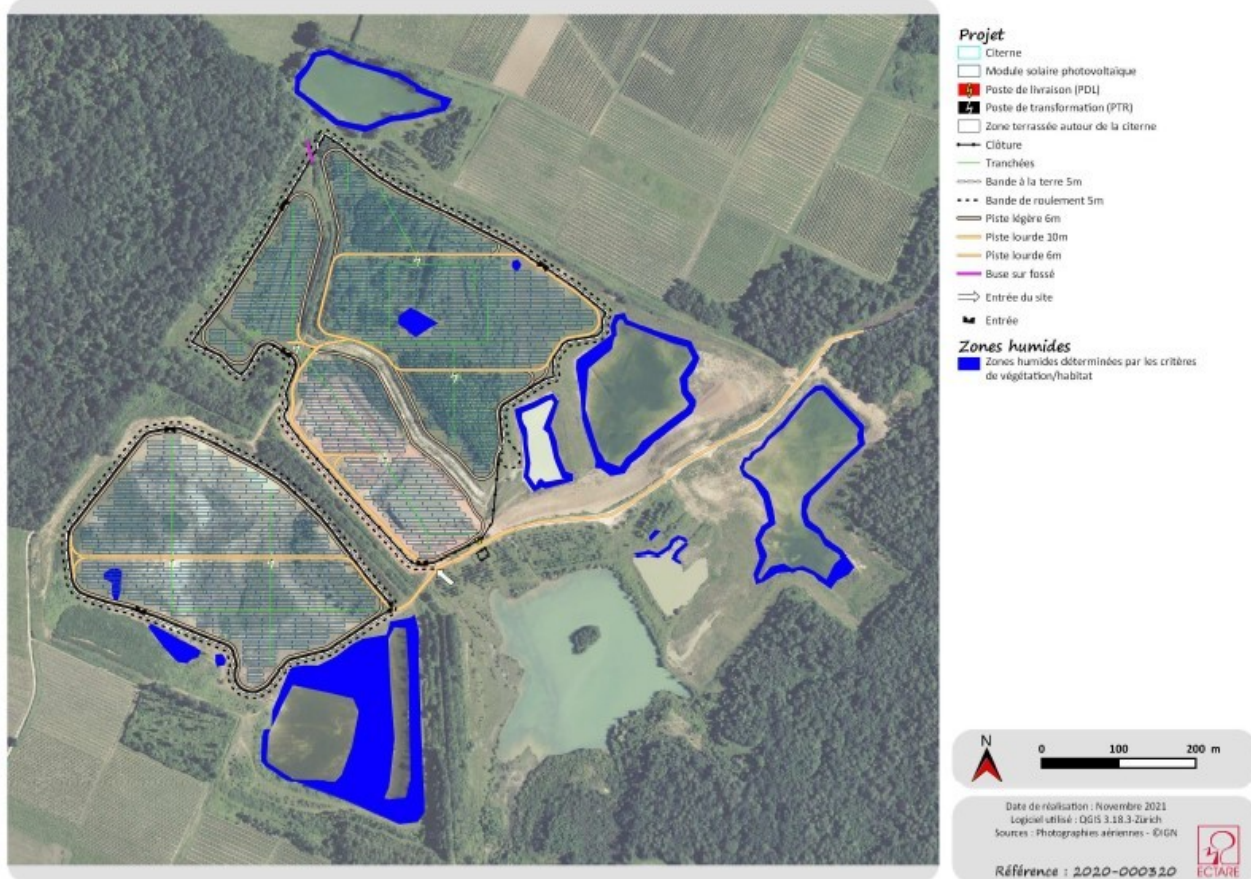 Projet
Citerne
Module solaire photovoltaïque
Poste de livraison (PDL)
Poste de transformation (PTR)
Zone terrassée autour de la citerne
Clôture
Tranchées
Bande à la terre 5m
Bande de roulement 5m
Piste légère 6m
Piste lourde 10m
Piste lourde 6m
Buse sur fossé
Entrée du site
Entrée
Zones humides
Zones humides déterminées par les critères
de végétation/habitat
N
0 100 200 m
Date de réalisation : Novembre 2021
Logiciel utilisé : QGIS 3.18.3-Zürich
Sources : Photographies aériennes - ©IGN
Référence : 2020-000320
ECTARE